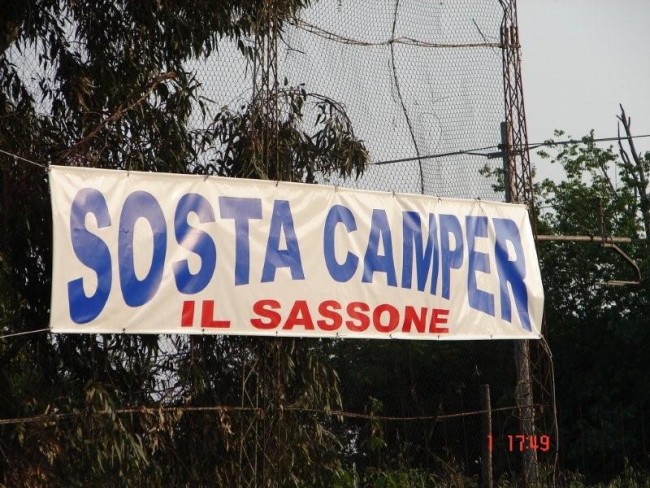 SOSTA CAMPER
IL SASSONE
1 17:49